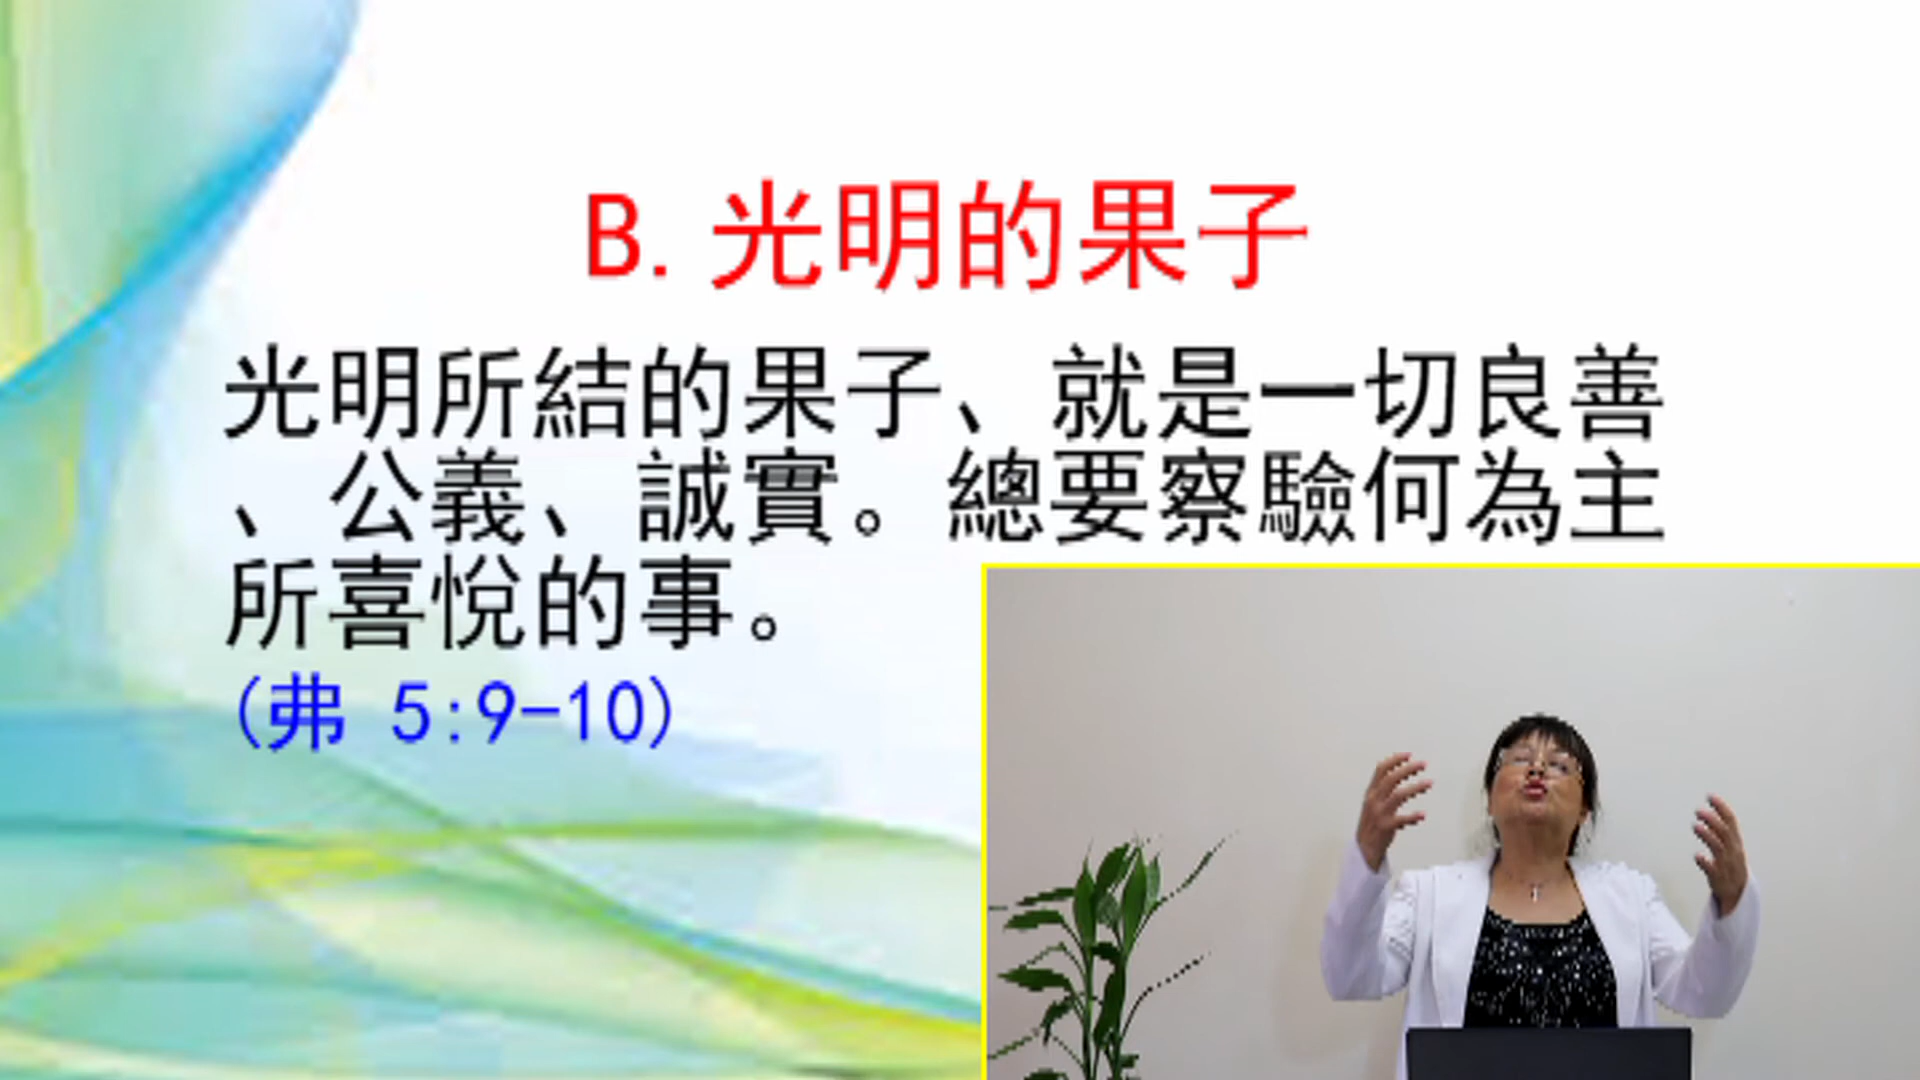 B.光明的果子
光明所結的果子、就是一切良善
、公義、誠實。總要察驗何為主
所喜悅的事。
(弗 5:9-10)